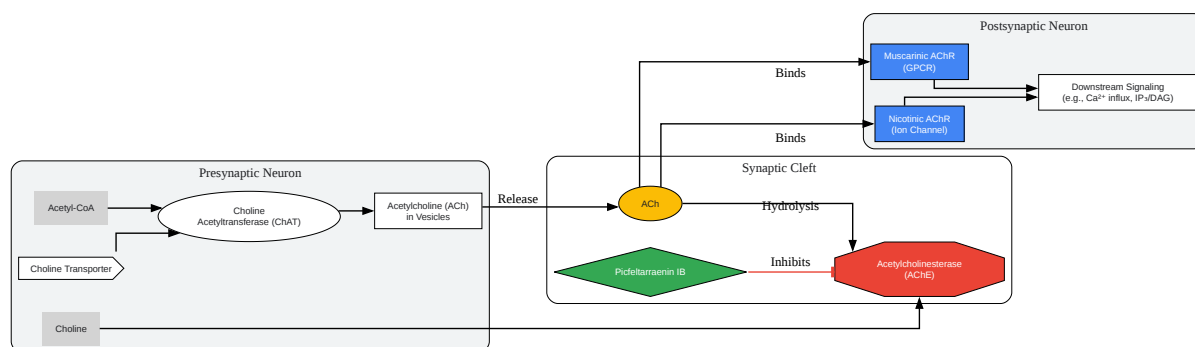 Postsynaptic Neuron
Muscarinic AChR
(GPCR)
Binds
Downstream Signaling
(e.g., Ca²⁺ influx, IP₃/DAG)
Nicotinic AChR
(Ion Channel)
Binds
Presynaptic Neuron
Synaptic Cleft
Acetyl-CoA
Choline
Acetyltransferase (ChAT)
Acetylcholine (ACh)
in Vesicles
Release
ACh
Hydrolysis
Choline Transporter
Picfeltarraenin IB
Inhibits
Acetylcholinesterase
(AChE)
Choline